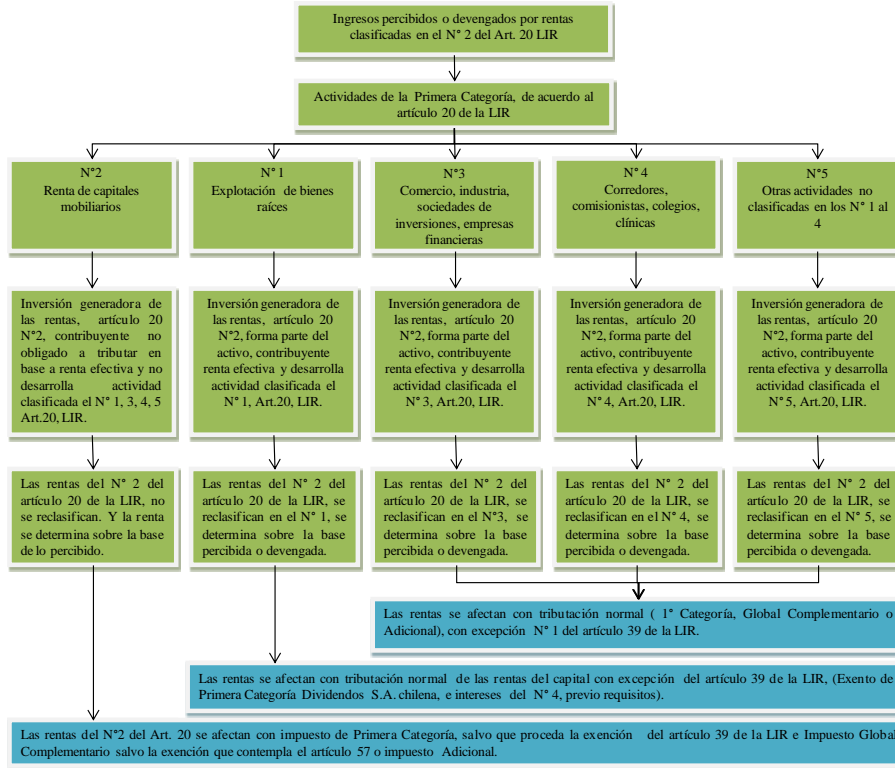 Ingresos percibidos o devengados por rentas
clasificadas en el N° 2 del Art. 20 LIR
Actividades de la Primera Categoría, de acuerdo al
artículo 20 de la LIR
N°2
Renta de capitales
mobiliarios
N° 1
Explotación de bienes
raíces
N°3
Comercio, industria,
sociedades de
inversiones, empresas
financieras
N° 4
Corredores,
comisionistas, colegios,
clínicas
N°5
Otras actividades no
clasificadas en los N° 1 al
4
Inversión generadora de
las rentas, artículo 20
N°2, contribuyente no
obligado a tributar en
base a renta efectiva y no
desarrolla actividad
clasificada el N° 1, 3, 4, 5
Art.20, LIR.
Inversión generadora de
las rentas, artículo 20
N°2, forma parte del
activo, contribuyente
renta efectiva y desarrolla
actividad clasificada el
N° 1, Art.20, LIR.
Inversión generadora de
las rentas, artículo 20
N°2, forma parte del
activo, contribuyente
renta efectiva y desarrolla
actividad clasificada el
N° 3, Art.20, LIR.
Inversión generadora de
las rentas, artículo 20
N°2, forma parte del
activo, contribuyente
renta efectiva y desarrolla
actividad clasificada el
N° 4, Art.20, LIR.
Inversión generadora de
las rentas, artículo 20
N°2, forma parte del
activo, contribuyente
renta efectiva y desarrolla
actividad clasificada el
N° 5, Art.20, LIR.
Las rentas del N° 2 del
artículo 20 de la LIR, no
se reclasifican. Y la renta
se determina sobre la base
de lo percibido.
Las rentas del N° 2 del
artículo 20 de la LIR, se
reclasifican en el N° 1, se
determina sobre la base
percibida o devengada.
Las rentas del N° 2 del
artículo 20 de la LIR, se
reclasifican en el N°3, se
determina sobre la base
percibida o devengada.
Las rentas del N° 2 del
artículo 20 de la LIR, se
reclasifican en el N° 4, se
determina sobre la base
percibida o devengada.
Las rentas del N° 2 del
artículo 20 de la LIR, se
reclasifican en el N° 5, se
determina sobre la base
percibida o devengada.
Las rentas se afectan con tributación normal ( 1° Categoría, Global Complementario o
Adicional), con excepción N° 1 del artículo 39 de la LIR.
Las rentas se afectan con tributación normal de las rentas del capital con excepción del artículo 39 de la LIR, (Exento de
Primera Categoría Dividendos S.A. chilena, e intereses del N° 4, previo requisitos).
Las rentas del N°2 del Art. 20 se afectan con impuesto de Primera Categoría, salvo que proceda la exención del artículo 39 de la LIR e Impuesto Global
Complementario salvo la exención que contempla el artículo 57 o impuesto Adicional.